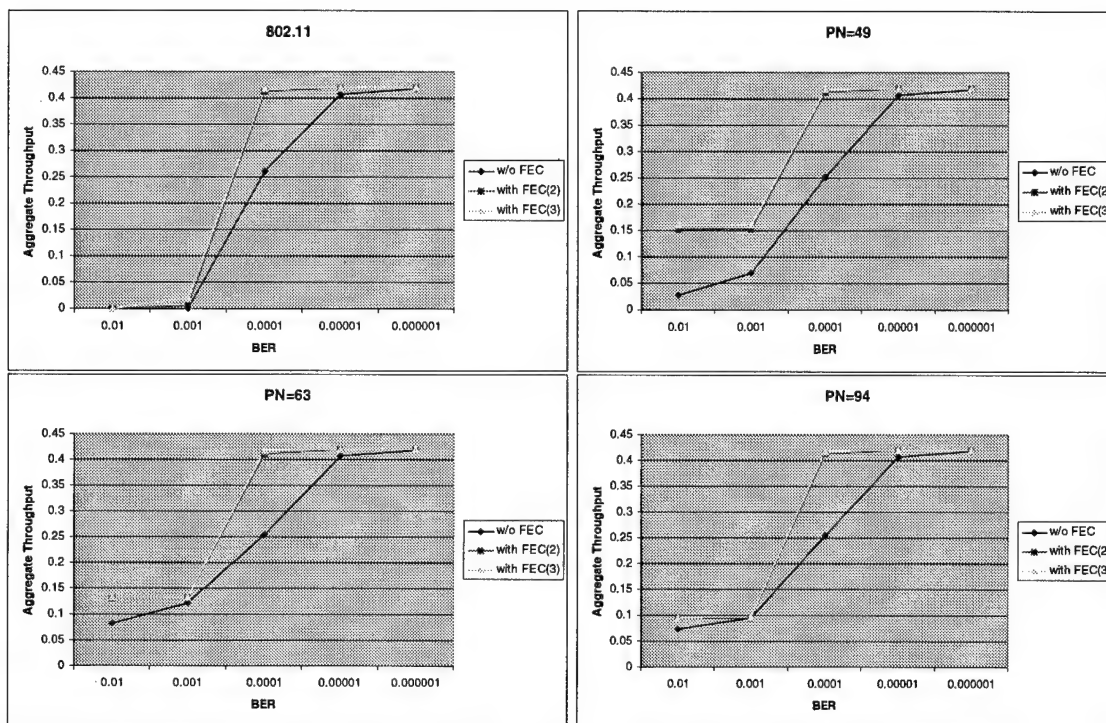 802.11
0.45
0.4
0.35
0.3
0.25
0.2
0.15
0.1
0.05
0
Aggregate Throughput
0.01 0.001 0.0001 0.00001 0.000001
BER
w/o FEC
with FEC(2)
with FEC(3)
PN=49
0.45
0.4
0.35
0.3
0.25
0.2
0.15
0.1
0.05
0
Aggregate Throughput
0.01 0.001 0.0001 0.00001 0.000001
BER
w/o FEC
with FEC(2
with FEC(3
PN=63
0.45
0.4
0.35
0.3
0.25
0.2
0.15
0.1
0.05
0
Aggregate Throughput
0.01 0.001 0.0001 0.00001 0.000001
BER
w/o FEC
with FEC(2)
with FEC(3)
PN=94
0.45
0.4
0.35
0.3
0.25
0.2
0.15
0.1
0.05
0
Aggregate Throughput
0.01 0.001 0.0001 0.00001 0.000001
BER
w/o FEC
with FEC(2
with FEC(3